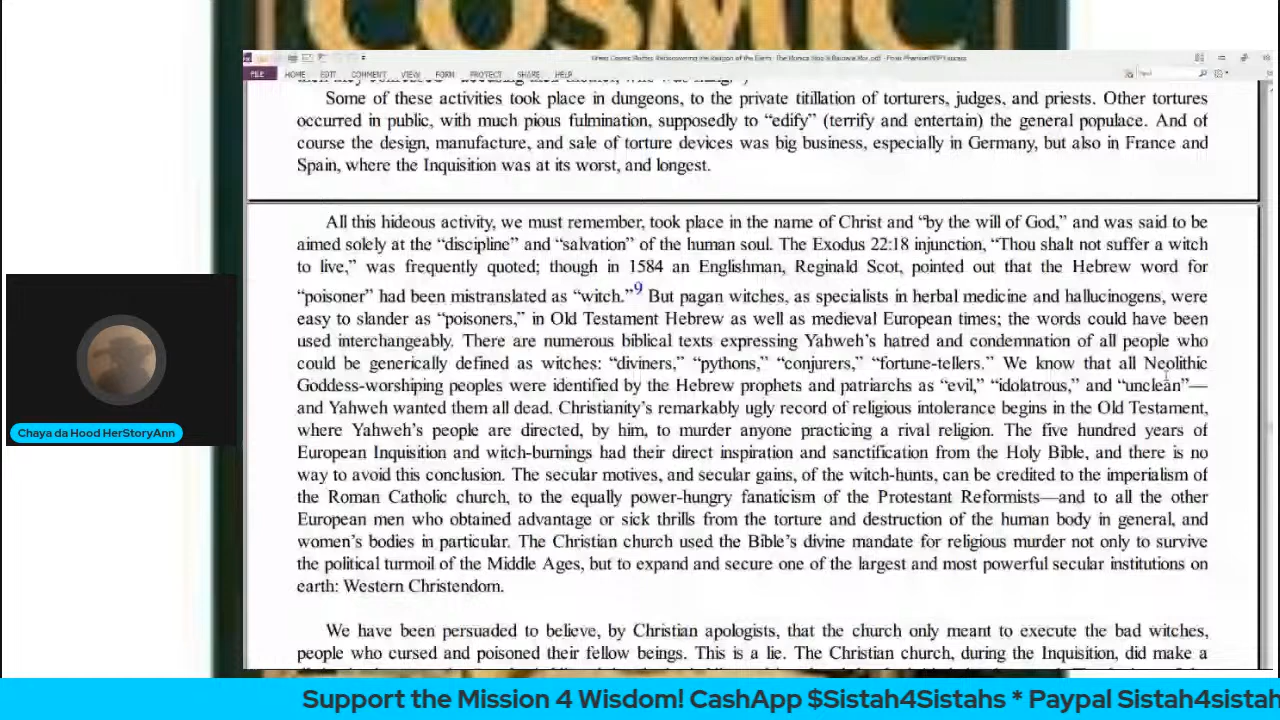 COSMIC
FILE HOME EDIT COMMENT VIEW FORM PROTECT SHARE HELP
Some of these activities took place in dungeons, to the private titillation of torturers, judges, and priests. Other tortures
occurred in public, with much pious fulmination, supposedly to “edify” (terrify and entertain) the general populace. And of
course the design, manufacture, and sale of torture devices was big business, especially in Germany, but also in France and
Spain, where the Inquisition was at its worst, and longest.
All this hideous activity, we must remember, took place in the name of Christ and “by the will of God,” and was said to be
aimed solely at the “discipline” and “salvation” of the human soul. The Exodus 22:18 injunction, “Thou shalt not suffer a witch
to live,” was frequently quoted; though in 1584 an Englishman, Reginald Scot, pointed out that the Hebrew word for
“poisoner” had been mistranslated as “witch.”9 But pagan witches, as specialists in herbal medicine and hallucinogens, were
easy to slander as “poisoners,” in Old Testament Hebrew as well as medieval European times; the words could have been
used interchangeably. There are numerous biblical texts expressing Yahweh’s hatred and condemnation of all people who
could be generically defined as witches: “diviners,” “pythons,” “conjurers,” “fortune-tellers.” We know that all Neolithic
Goddess-worshiping peoples were identified by the Hebrew prophets and patriarchs as “evil,” “idolatrous,” and “unclean”—
and Yahweh wanted them all dead. Christianity’s remarkably ugly record of religious intolerance begins in the Old Testament,
where Yahweh’s people are directed, by him, to murder anyone practicing a rival religion. The five hundred years of
European Inquisition and witch-burnings had their direct inspiration and sanctification from the Holy Bible, and there is no
way to avoid this conclusion. The secular motives, and secular gains, of the witch-hunts, can be credited to the imperialism of
the Roman Catholic church, to the equally power-hungry fanaticism of the Protestant Reformists—and to all the other
European men who obtained advantage or sick thrills from the torture and destruction of the human body in general, and
women’s bodies in particular. The Christian church used the Bible’s divine mandate for religious murder not only to survive
the political turmoil of the Middle Ages, but to expand and secure one of the largest and most powerful secular institutions on
earth: Western Christendom.
We have been persuaded to believe, by Christian apologists, that the church only meant to execute the bad witches,
people who cursed and poisoned their fellow beings. This is a lie. The Christian church, during the Inquisition, did make a
Chaya da Hood HerStoryAnn
Support the Mission 4 Wisdom! CashApp $Sistah4Sistahs * Paypal Sistah4sistah